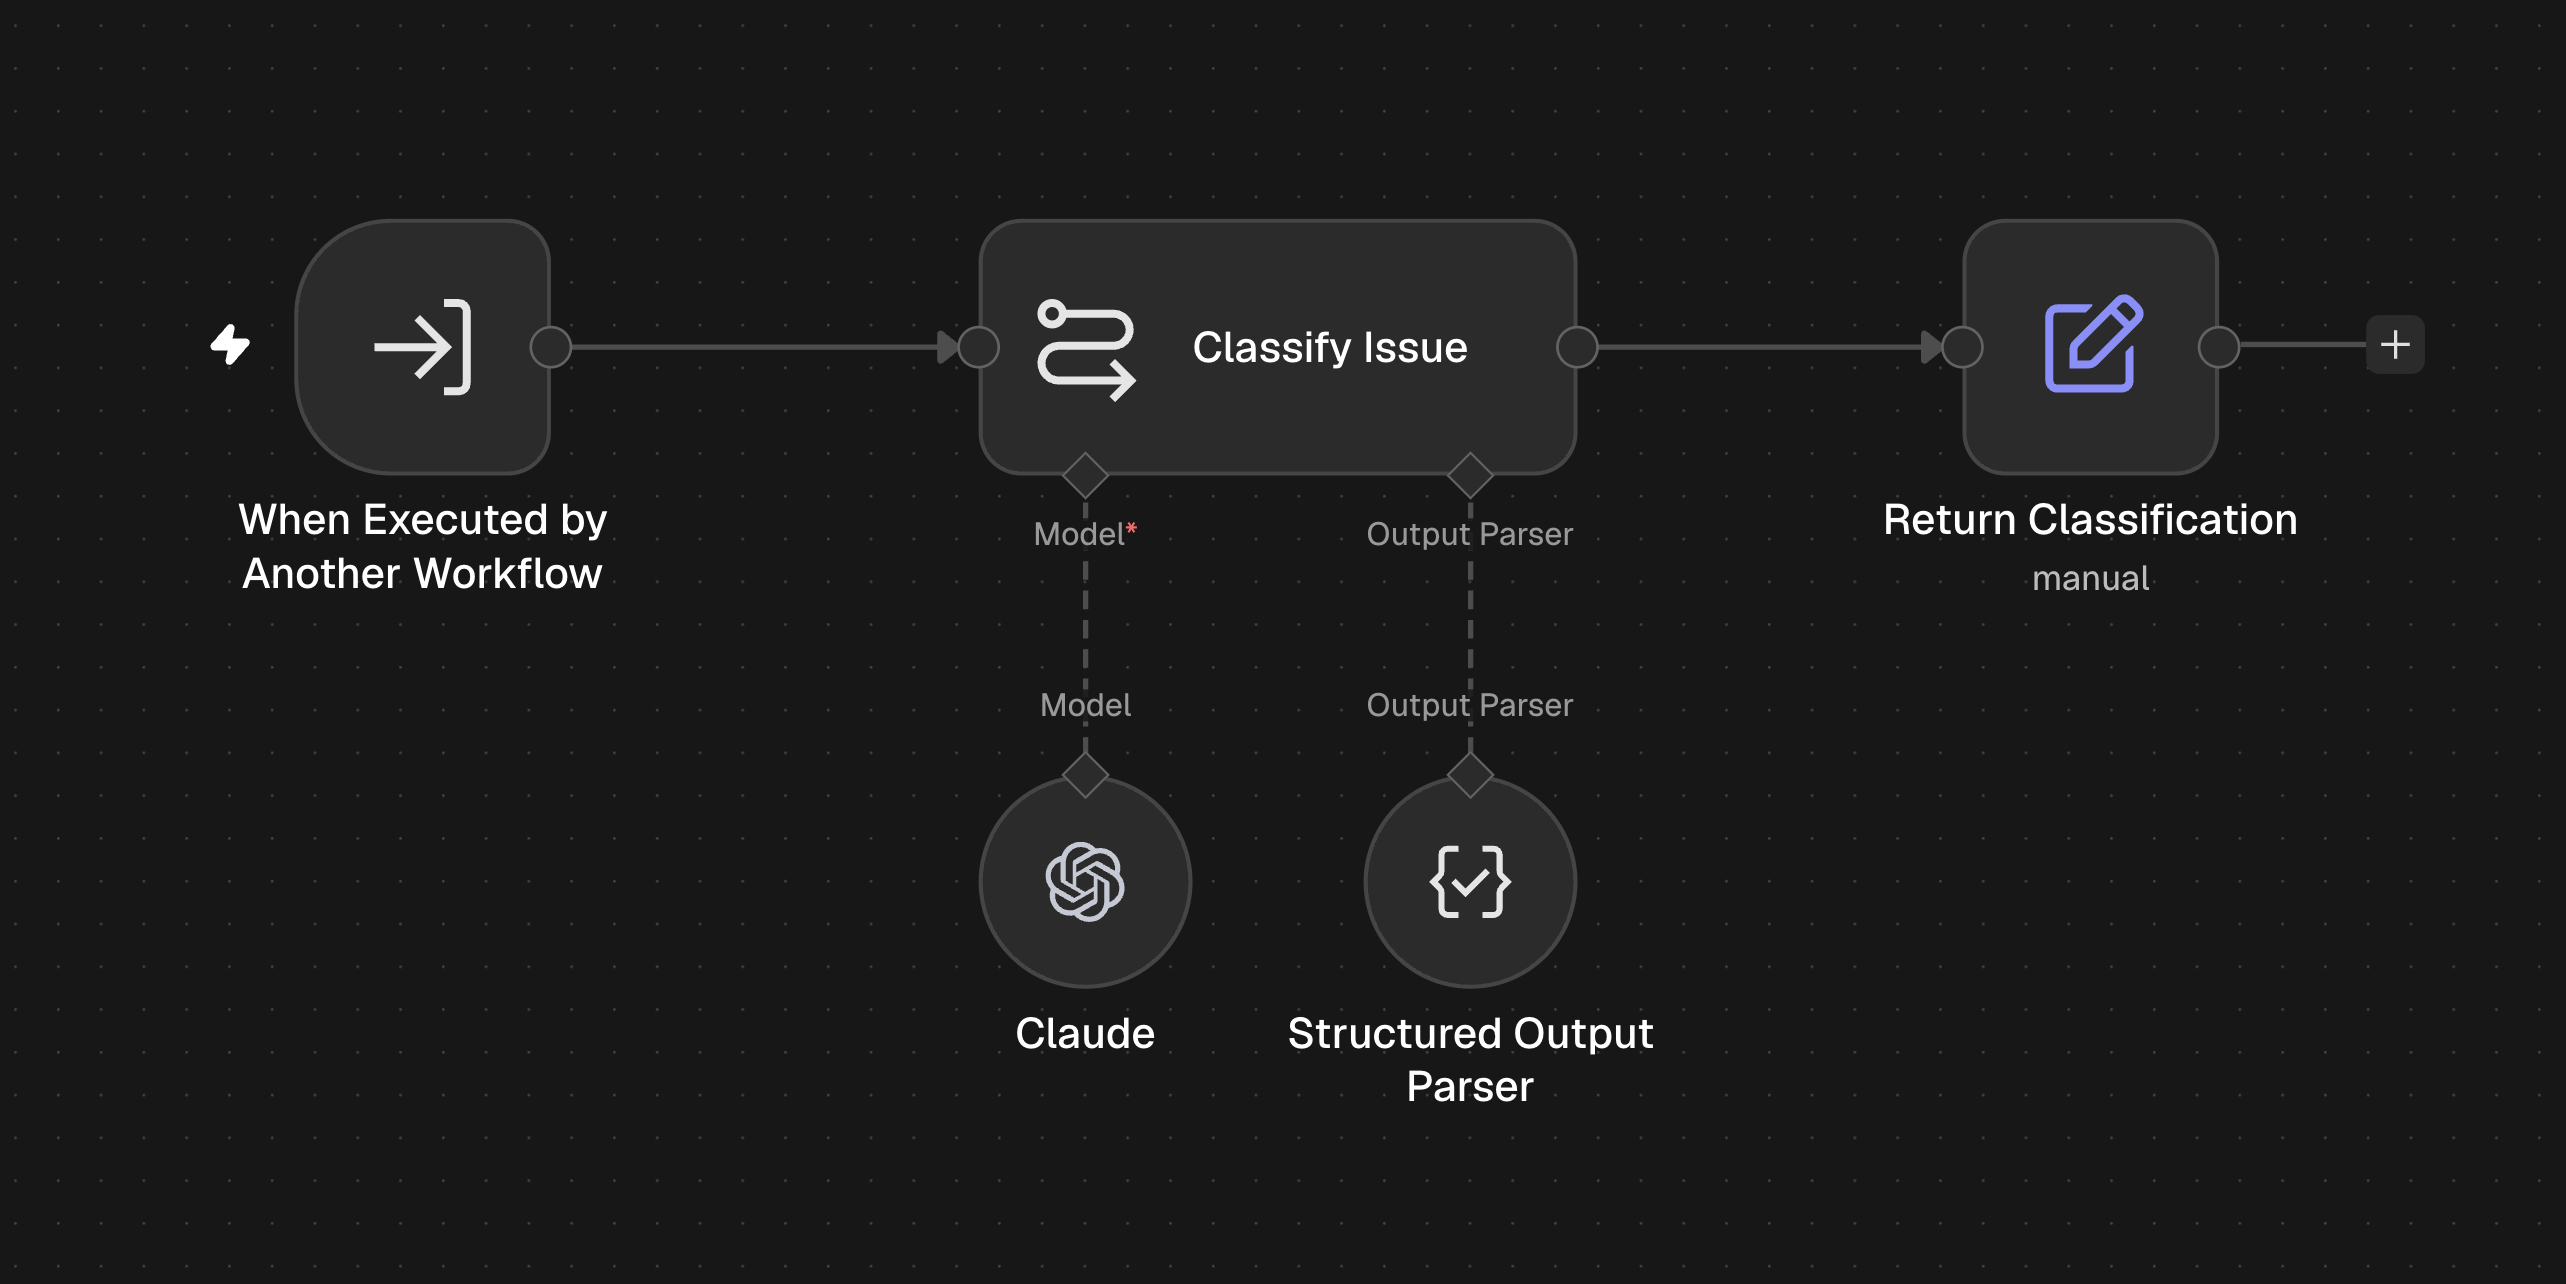 Classify Issue
When Executed by
Another Workflow
Model*
Output Parser
Return Classification
manual
Model
Output Parser
Claude
Structured Output
Parser